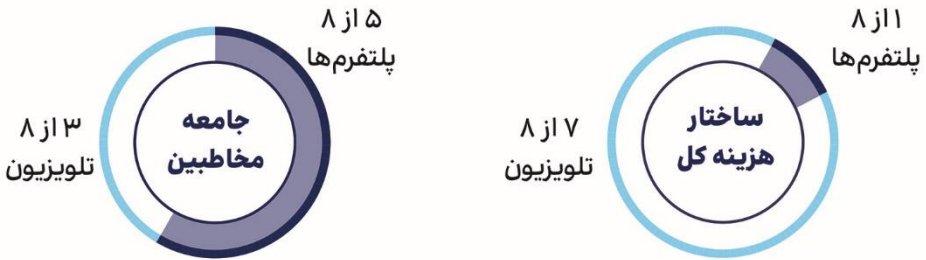 ۱ از ۸
پلتفرم‌ها
ساختار
هزینه کل
۷ از ۸
تلویزیون
۵ از ۸
پلتفرم‌ها
جامعه
مخاطبین
۳ از ۸
تلویزیون